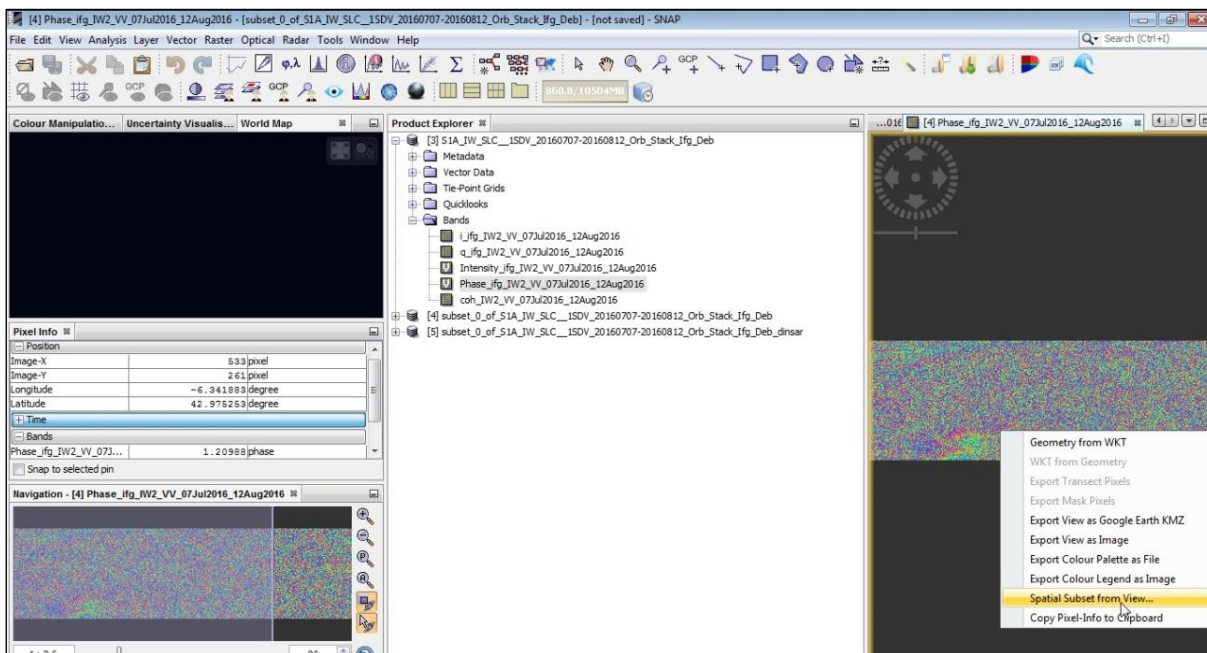 [4] Phase_ifg_IW2_VV_07Jul2016_12Aug2016 - [subset_0_of_S1A_IW_SLC__1SDV_20160707-20160812_Orb_Stack_Ifg_Deb] - [not saved] - SNAP
File Edit View Analysis Layer Vector Raster Optical Radar Tools Window Help
Search (Ctrl+I)
GCP
GCP GCP 860.8/10504MB
Colour Manipulatio... Uncertainty Visualis... World Map
Product Explorer
...016 [4] Phase_ifg_IW2_VV_07Jul2016_12Aug2016
[3] S1A_IW_SLC__1SDV_20160707-20160812_Orb_Stack_Ifg_Deb
Metadata
Vector Data
Tie-Point Grids
Quicklooks
Bands
i_ifg_IW2_VV_07Jul2016_12Aug2016
q_ifg_IW2_VV_07Jul2016_12Aug2016
Intensity_ifg_IW2_VV_07Jul2016_12Aug2016
Phase_ifg_IW2_VV_07Jul2016_12Aug2016
coh_IW2_VV_07Jul2016_12Aug2016
[4] subset_0_of_S1A_IW_SLC__1SDV_20160707-20160812_Orb_Stack_Ifg_Deb
[5] subset_0_of_S1A_IW_SLC__1SDV_20160707-20160812_Orb_Stack_Ifg_Deb_dinsar
Pixel Info
Position
Image-X 533 pixel
Image-Y 261 pixel
Longitude -6.341883 degree
Latitude 42.975253 degree
Time
Bands
Phase_ifg_IW2_VV_07J... 1.20988 phase
Snap to selected pin
Navigation - [4] Phase_ifg_IW2_VV_07Jul2016_12Aug2016
Geometry from WKT
WKT from Geometry
Export Transect Pixels
Export Mask Pixels
Export View as Google Earth KMZ
Export View as Image
Export Colour Palette as File
Export Colour Legend as Image
Spatial Subset from View...
Copy Pixel-Info to Clipboard